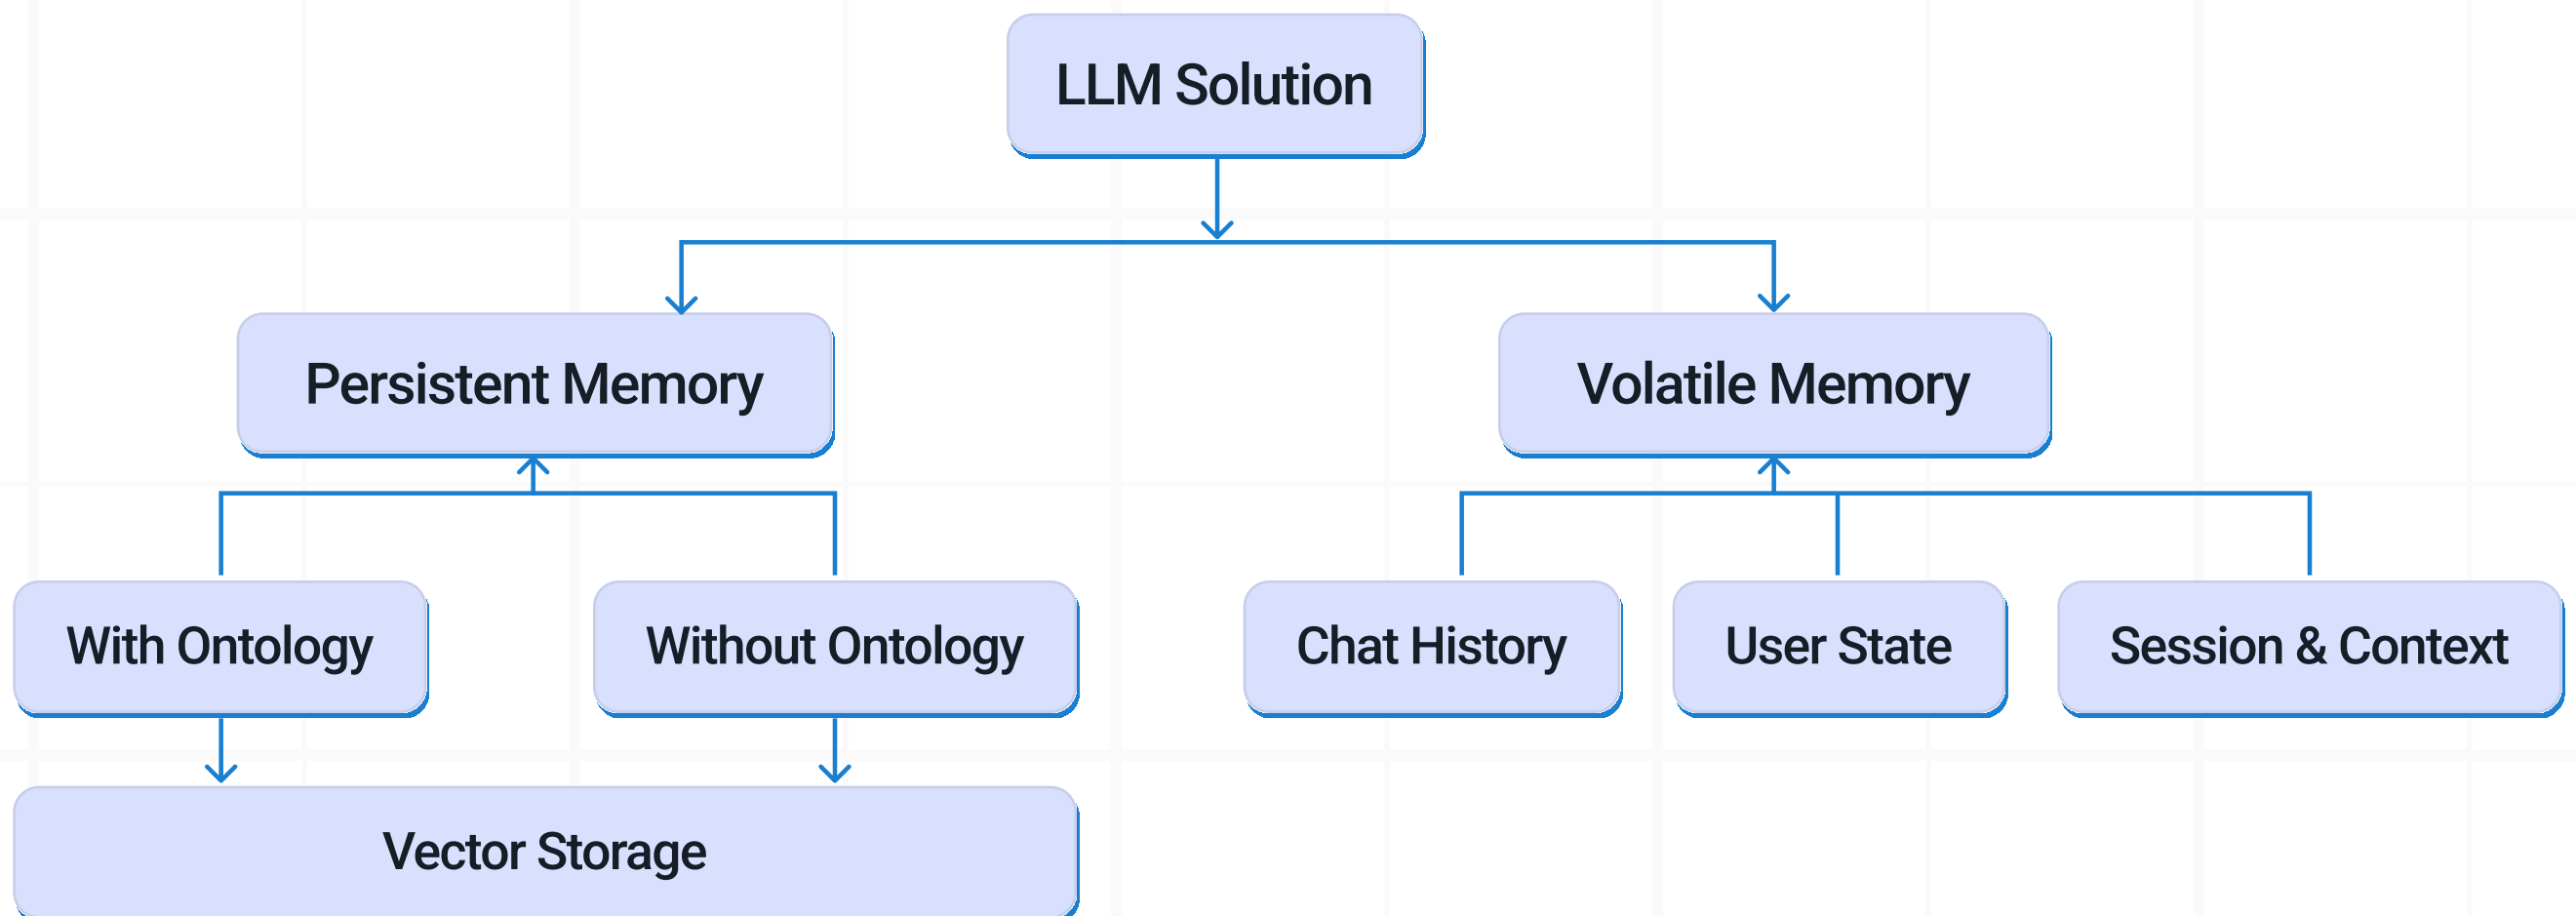 LLM Solution
Persistent Memory
Volatile Memory
With Ontology
Without Ontology
Chat History
User State
Session & Context
Vector Storage